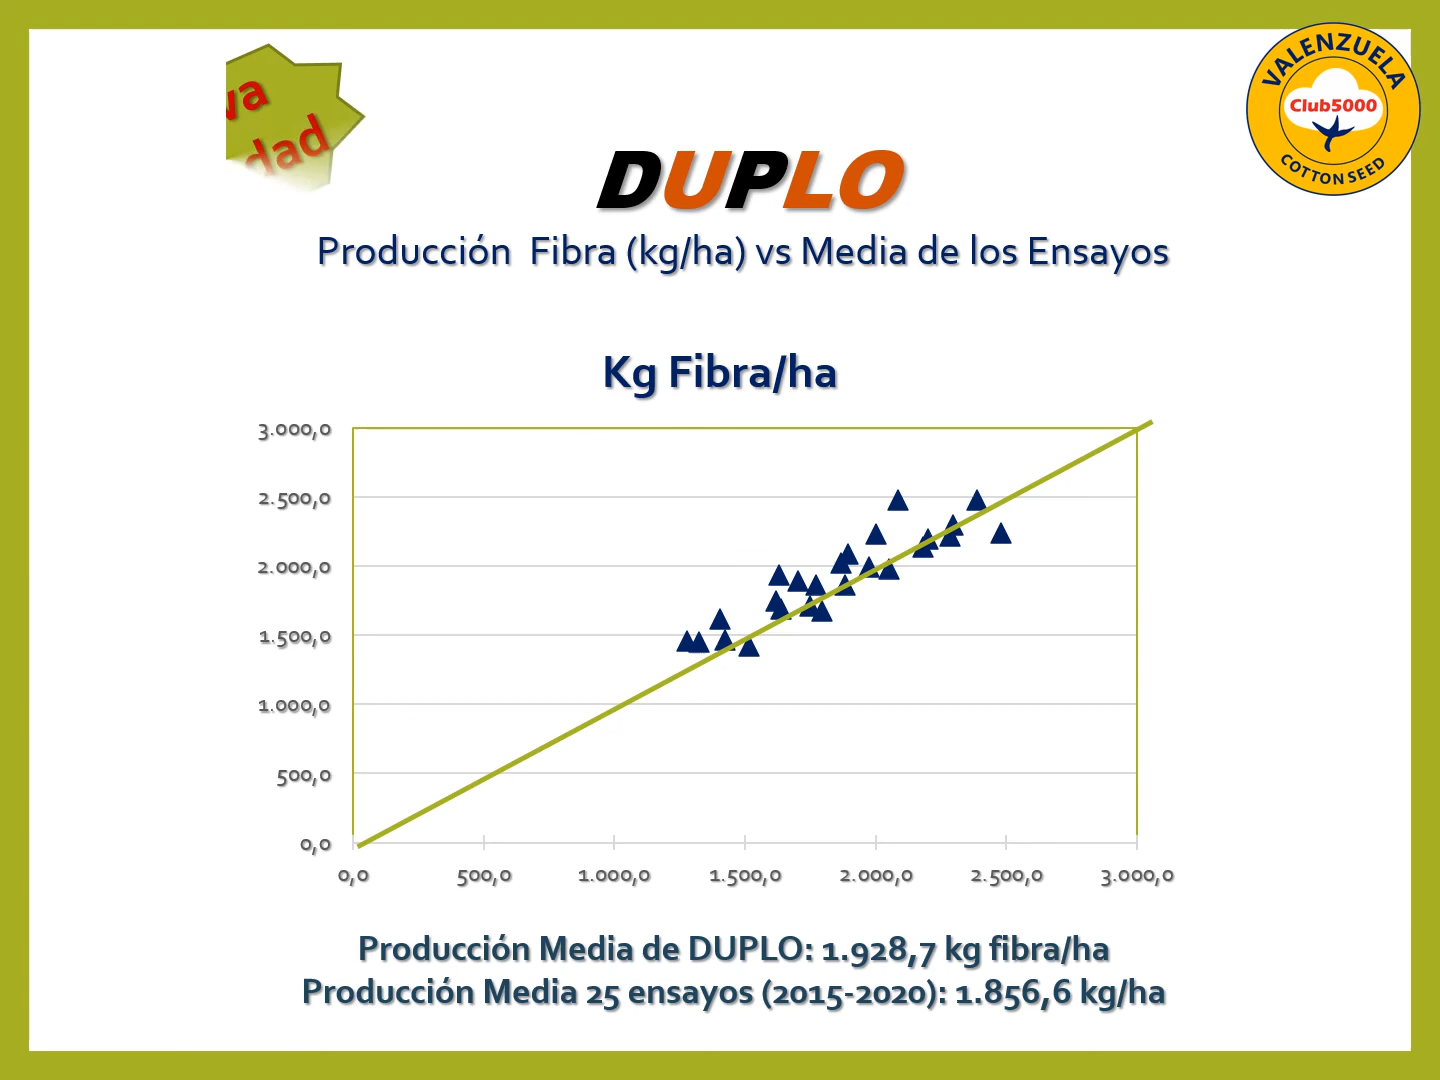 va
dad
VALENZUELA
Club5000
COTTON SEED
DUPLO
Producción Fibra (kg/ha) vs Media de los Ensayos
Kg Fibra/ha
3.000,0
2.500,0
2.000,0
1.500,0
1.000,0
500,0
0,0
0,0 500,0 1.000,0 1.500,0 2.000,0 2.500,0 3.000,0
Producción Media de DUPLO: 1.928,7 kg fibra/ha
Producción Media 25 ensayos (2015-2020): 1.856,6 kg/ha